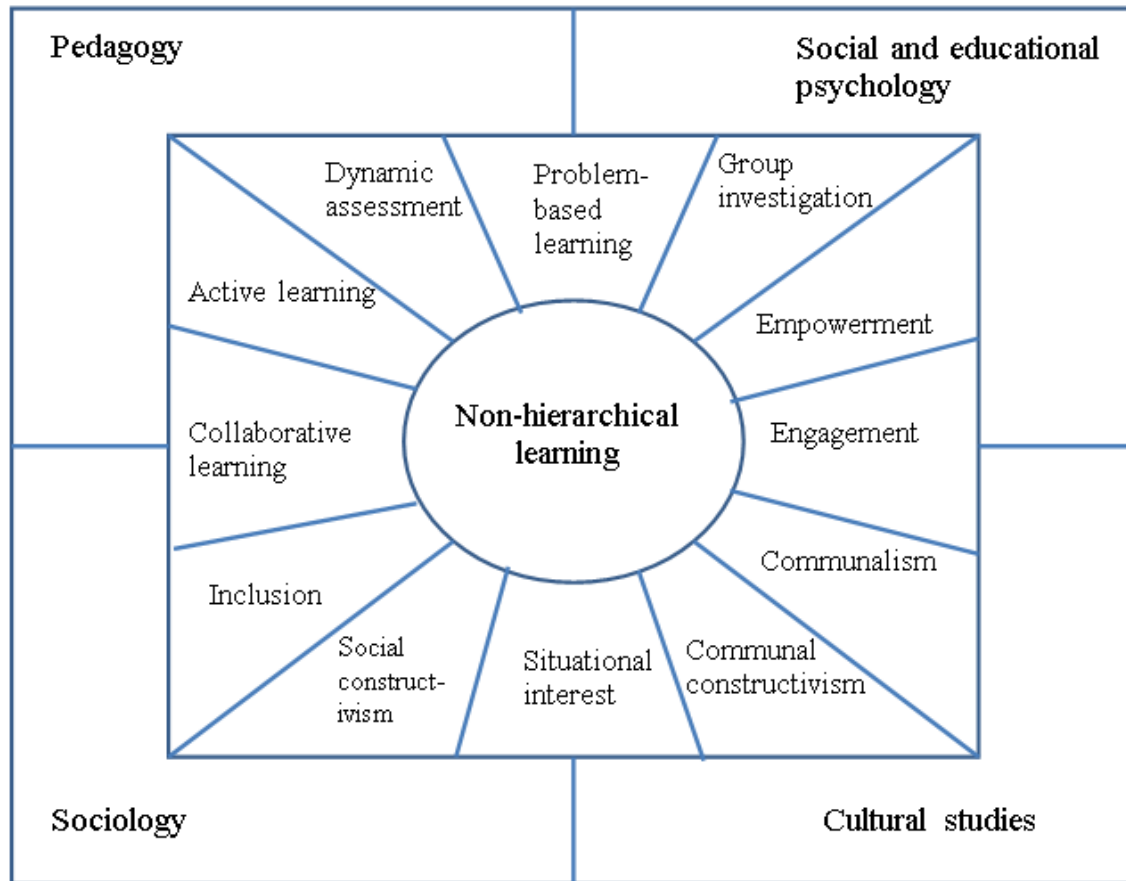 Pedagogy
Social and educational
psychology
Dynamic
assessment
Problem-
based
learning
Group
investigation
Active learning
Empowerment
Non-hierarchical
learning
Collaborative
learning
Engagement
Inclusion
Communalism
Social
construct-
ivism
Situational
interest
Communal
constructivism
Sociology
Cultural studies